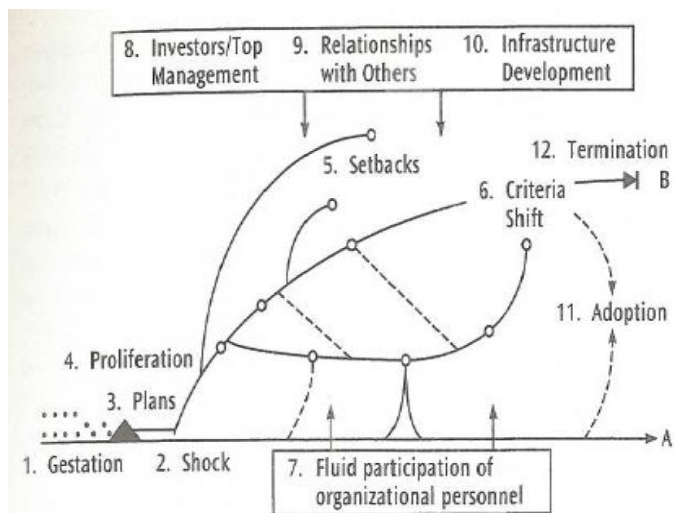 8. Investors/Top Management
9. Relationships with Others
10. Infrastructure Development
12. Termination
B
5. Setbacks
6. Criteria Shift
11. Adoption
4. Proliferation
3. Plans
A
1. Gestation
2. Shock
7. Fluid participation of
organizational personnel